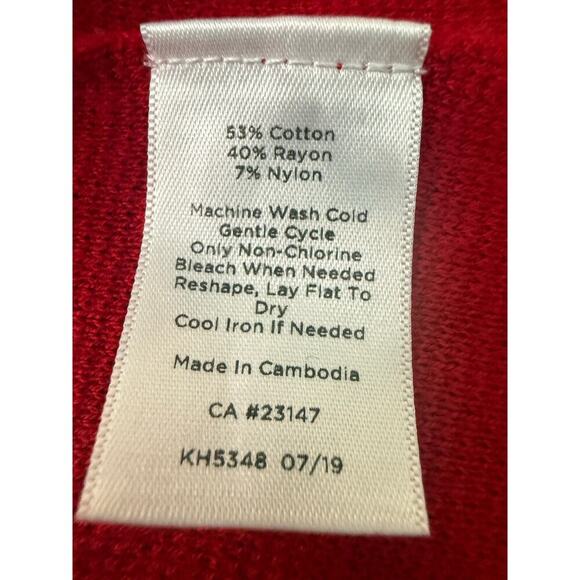 53% Cotton
40% Rayon
7% Nylon
Machine Wash Cold
Gentle Cycle
Only Non-Chlorine
Bleach When Needed
Reshape, Lay Flat To
Dry
Cool Iron If Needed
Made In Cambodia
CA #23147
KH5348 07/19